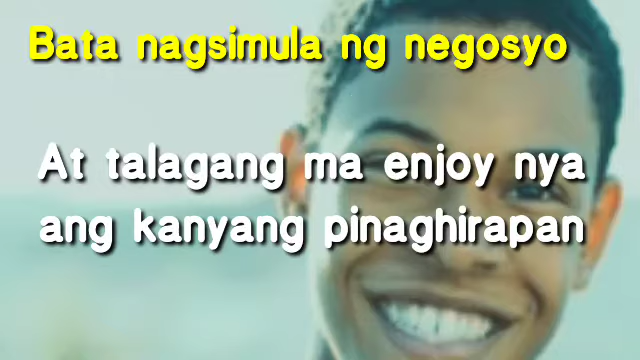 Bata nagsimula ng negosyo
At talagang ma enjoy nya
ang kanyang pinaghirapan